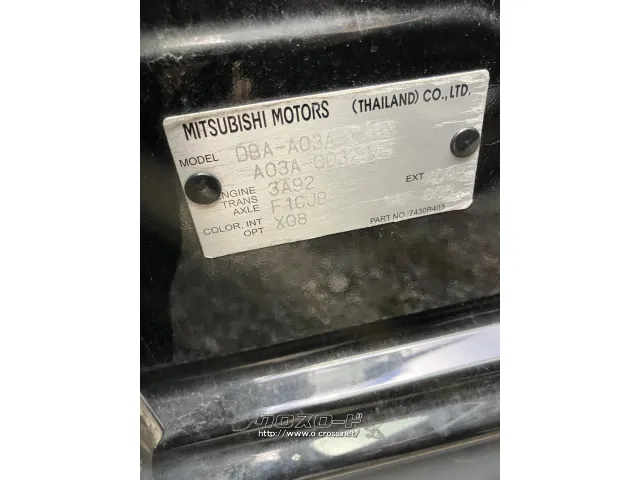 MITSUBISHI MOTORS (THAILAND) CO., LTD.
MODEL DBA-A03A
A03A-003
ENGINE 3A92 EXT
TRANS AXLE F1CJB
COLOR, INT X08
OPT PART NO. 7430B403
クロスロード
http://www.o-cross.net/